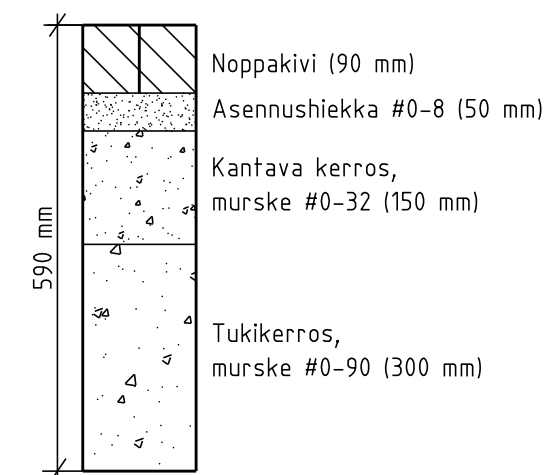 Noppakivi (90 mm)
Asennushiekka #0-8 (50 mm)
Kantava kerros,
murske #0-32 (150 mm)
590 mm
Tukikerros,
murske #0-90 (300 mm)